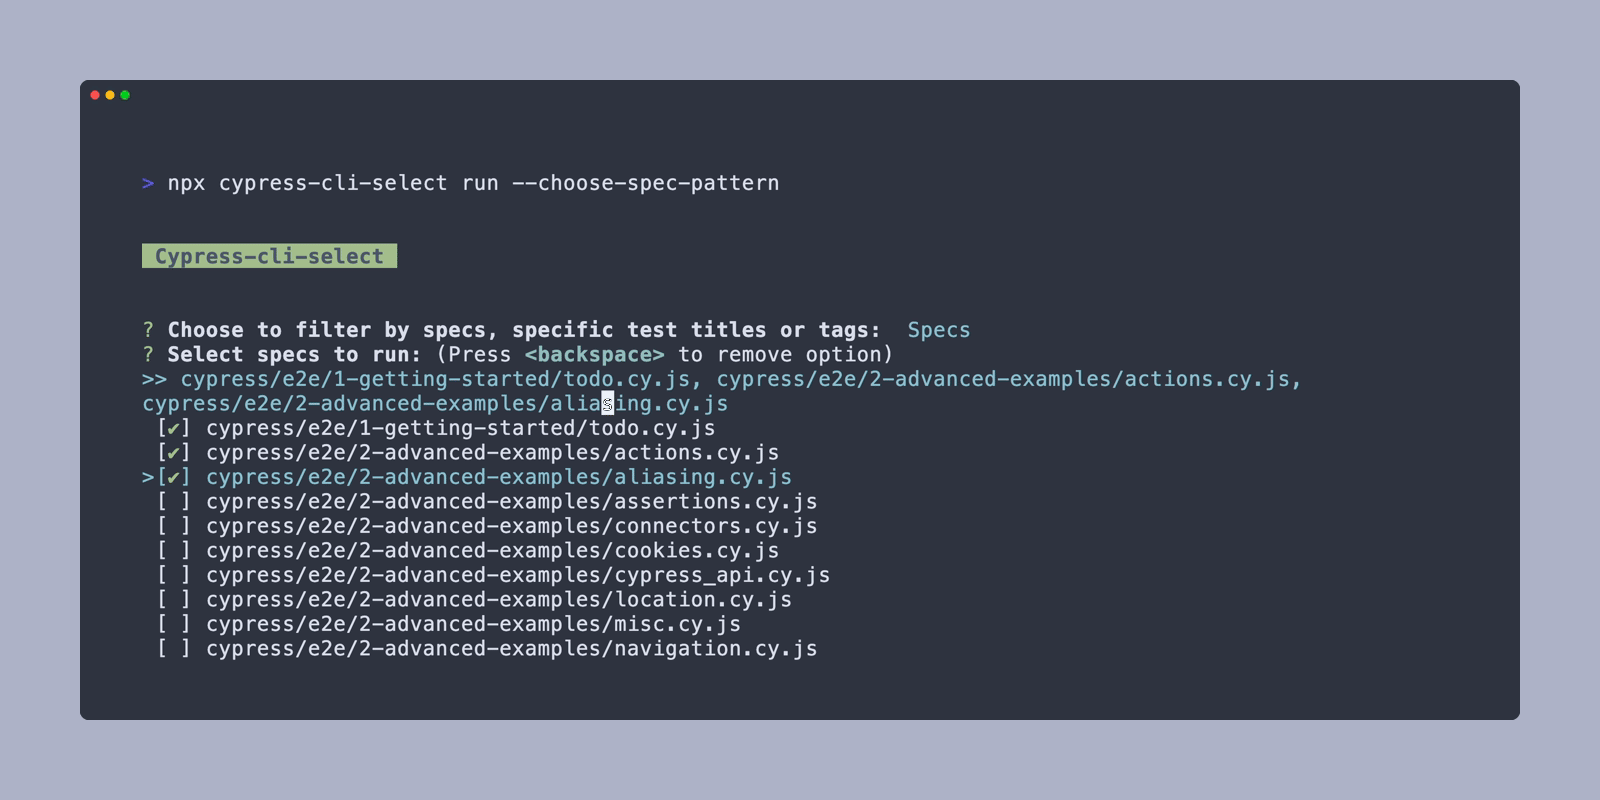 > npx cypress-cli-select run --choose-spec-pattern
Cypress-cli-select
? Choose to filter by specs, specific test titles or tags:  Specs
? Select specs to run: (Press <backspace> to remove option)
>> cypress/e2e/1-getting-started/todo.cy.js, cypress/e2e/2-advanced-examples/actions.cy.js,
cypress/e2e/2-advanced-examples/aliasing.cy.js
[✔] cypress/e2e/1-getting-started/todo.cy.js
[✔] cypress/e2e/2-advanced-examples/actions.cy.js
>[✔] cypress/e2e/2-advanced-examples/aliasing.cy.js
[ ] cypress/e2e/2-advanced-examples/assertions.cy.js
[ ] cypress/e2e/2-advanced-examples/connectors.cy.js
[ ] cypress/e2e/2-advanced-examples/cookies.cy.js
[ ] cypress/e2e/2-advanced-examples/cypress_api.cy.js
[ ] cypress/e2e/2-advanced-examples/location.cy.js
[ ] cypress/e2e/2-advanced-examples/misc.cy.js
[ ] cypress/e2e/2-advanced-examples/navigation.cy.js